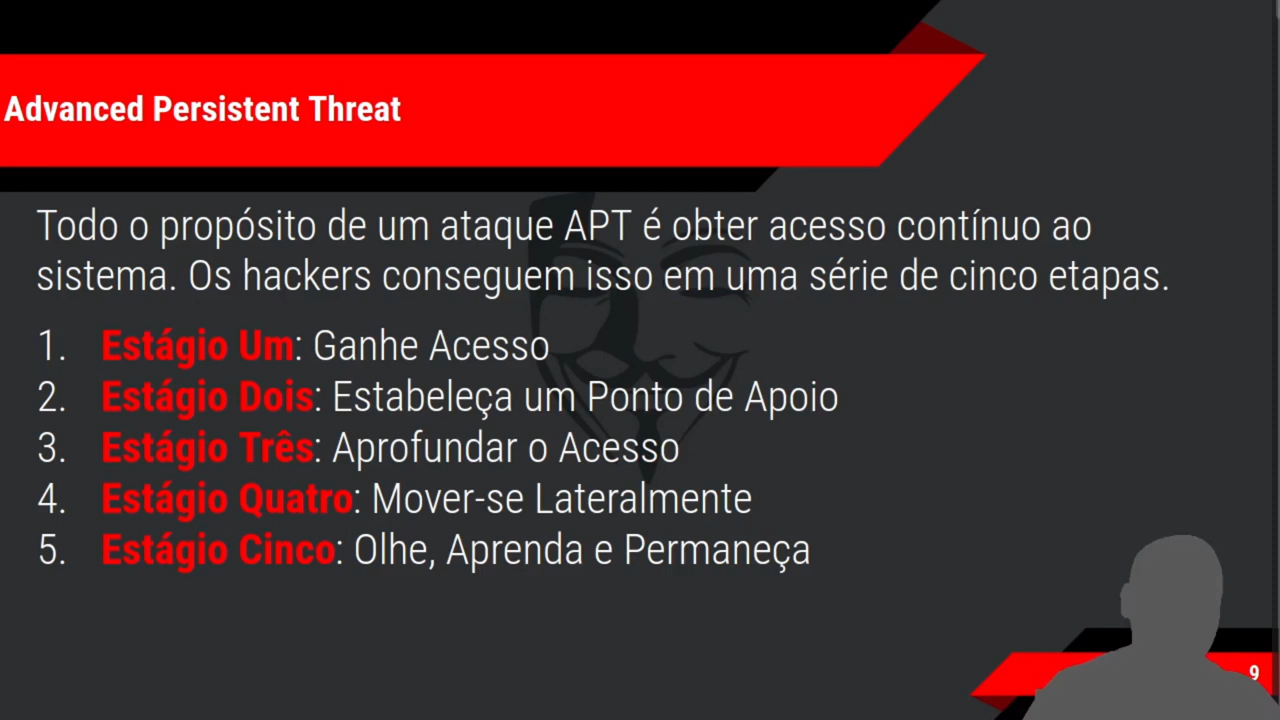 Advanced Persistent Threat
Todo o propósito de um ataque APT é obter acesso contínuo ao
sistema. Os hackers conseguem isso em uma série de cinco etapas.
1. Estágio Um: Ganhe Acesso
2. Estágio Dois: Estabeleça um Ponto de Apoio
3. Estágio Três: Aprofundar o Acesso
4. Estágio Quatro: Mover-se Lateralmente
5. Estágio Cinco: Olhe, Aprenda e Permaneça
9